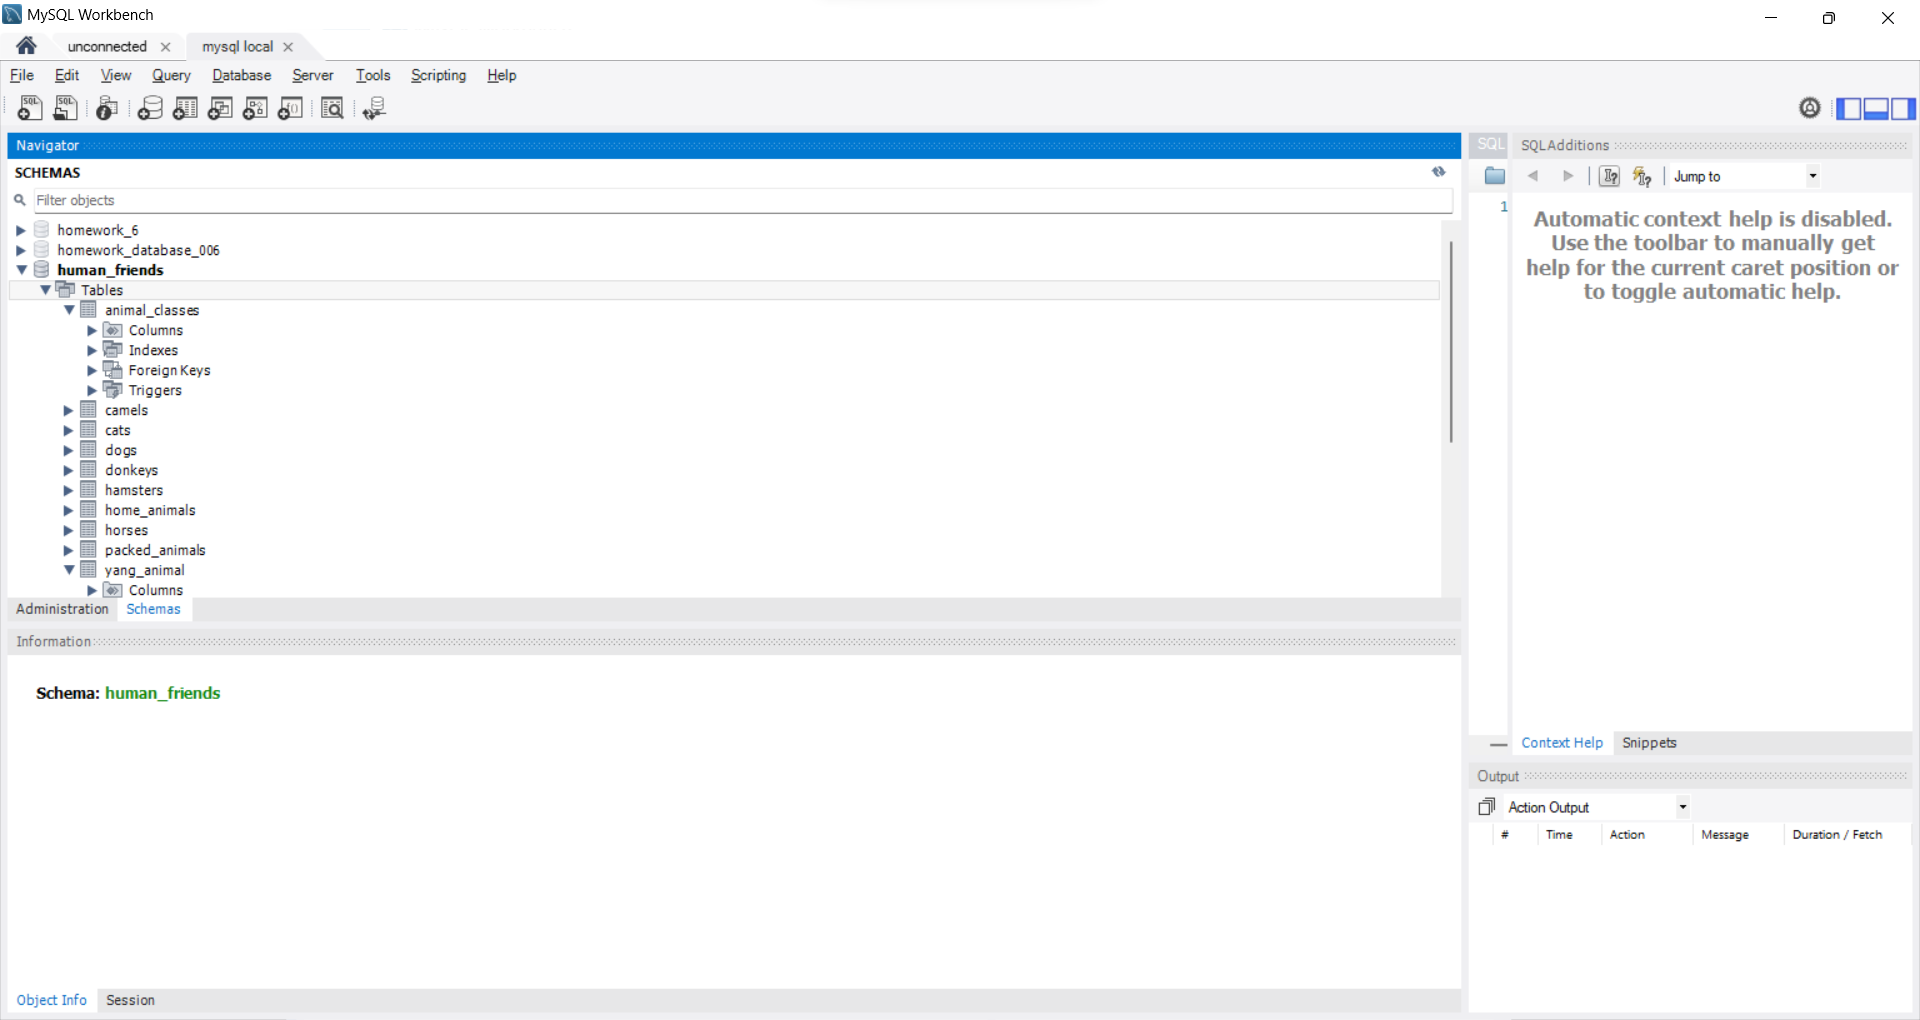 MySQL Workbench
unconnected
mysql local
File Edit View Query Database Server Tools Scripting Help
Navigator
SCHEMAS
Filter objects
homework_6
homework_database_006
human_friends
Tables
animal_classes
Columns
Indexes
Foreign Keys
Triggers
camels
cats
dogs
donkeys
hamsters
home_animals
horses
packed_animals
yang_animal
Columns
Administration Schemas
Information
Schema: human_friends
Object Info Session
SQL
1
SQLAdditions
Jump to
Automatic context help is disabled.
Use the toolbar to manually get
help for the current caret position or
to toggle automatic help.
Context Help Snippets
Output
Action Output
# Time Action Message Duration / Fetch